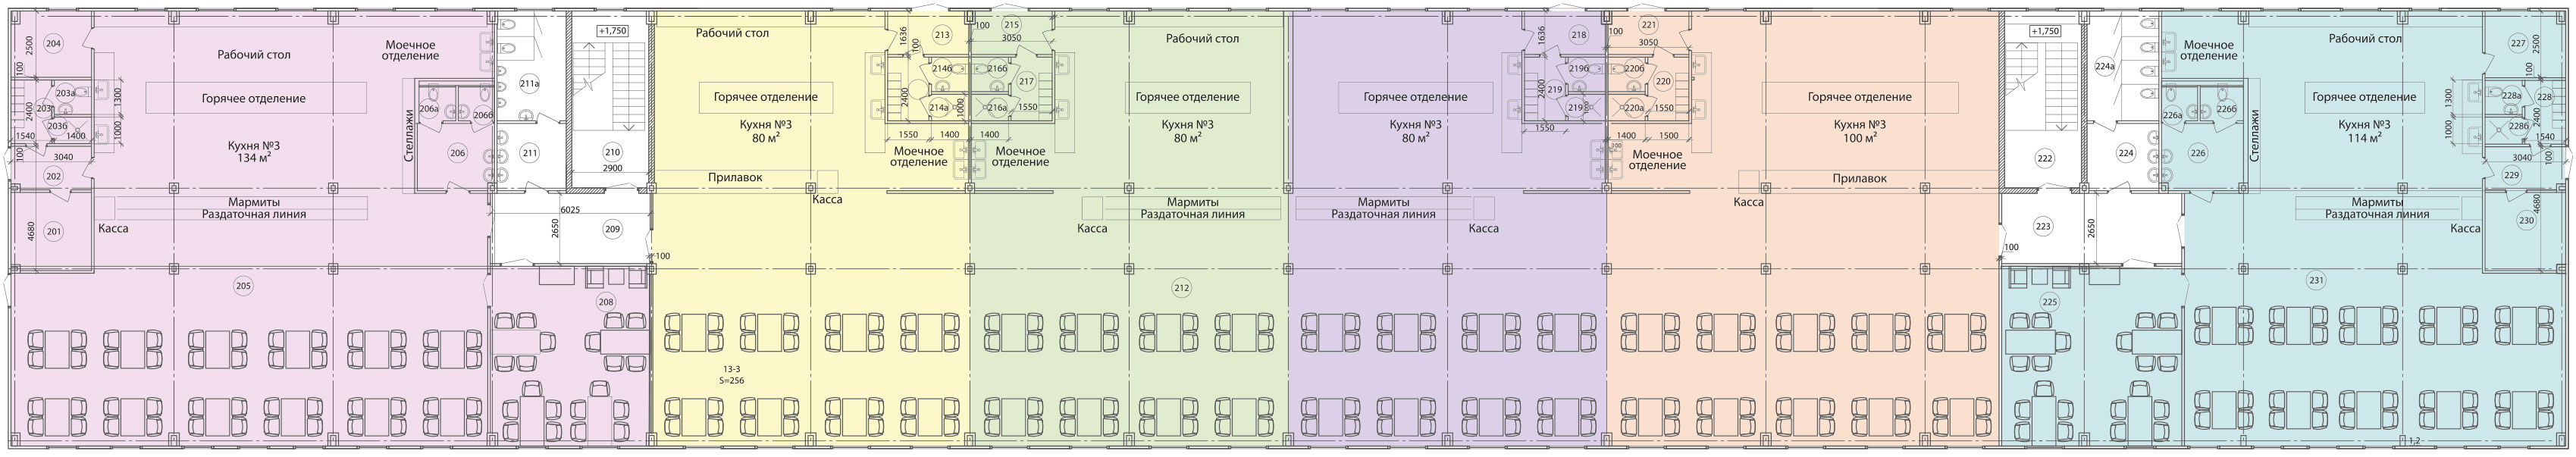 204
2500
100
Рабочий стол
Моечное
отделение
Горячее отделение
203а
203б
2400
1300
1000
1540
1400
100
3040
202
Кухня №3
134 м²
Стеллажи
206а
206б
206
Мармиты
Раздаточная линия
Касса
201
4680
205
211а
211
+1,750
210
2900
6025
2650
209
208
100
Рабочий стол
213
1636
100
Горячее отделение
214б
214а
2400
1000
Кухня №3
80 м²
1550
1400
Моечное
отделение
Прилавок
Касса
13-3
S=256
100
215
3050
Рабочий стол
216б
217
216а
1550
1400
Горячее отделение
Кухня №3
80 м²
Моечное
отделение
Мармиты
Раздаточная линия
Касса
212
Горячее отделение
Кухня №3
80 м²
Мармиты
Раздаточная линия
Касса
218
1636
219б
219
2400
1550
221
100
3050
220б
220
220а
1550
1400
1500
Моечное
отделение
Горячее отделение
Кухня №3
100 м²
Прилавок
Касса
+1,750
222
224а
224
223
2650
100
225
Моечное
отделение
226а
226б
226
Стеллажи
Рабочий стол
Горячее отделение
Кухня №3
114 м²
Мармиты
Раздаточная линия
Касса
227
2500
100
228а
228
228б
1300
1000
2400
1540
3040
229
4680
230
231
1,2